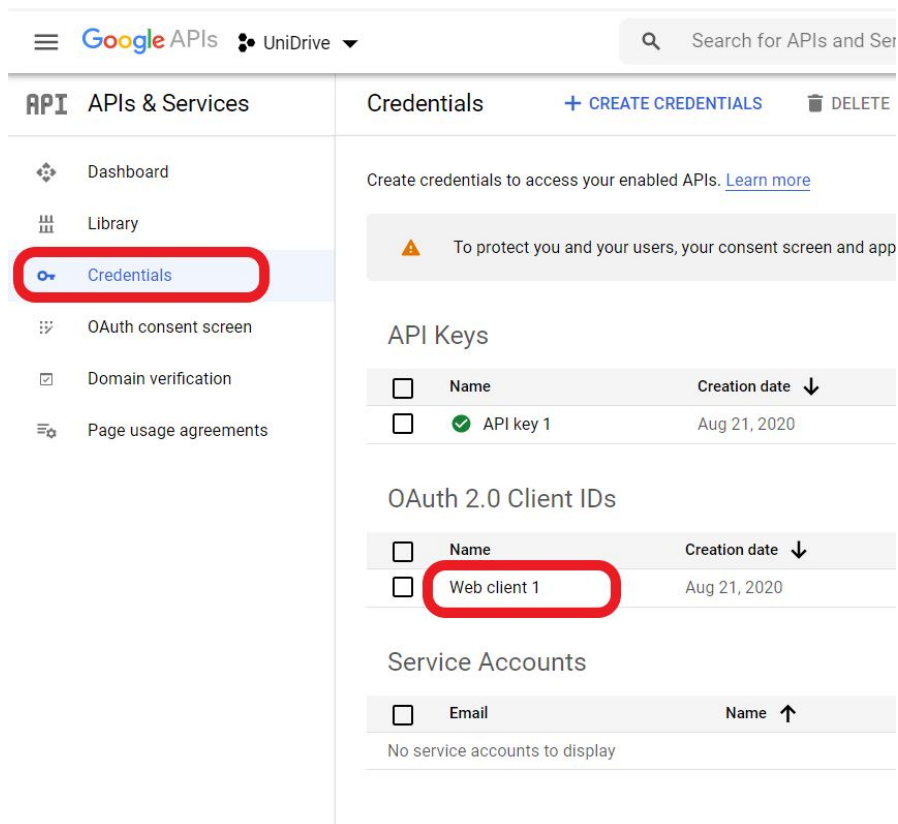 Google APIs UniDrive Search for APIs and Ser
API APIs & Services Credentials + CREATE CREDENTIALS DELETE
Dashboard
Library
Credentials
OAuth consent screen
Domain verification
Page usage agreements
Create credentials to access your enabled APIs. Learn more
To protect you and your users, your consent screen and app
API Keys
Name Creation date
API key 1 Aug 21, 2020
OAuth 2.0 Client IDs
Name Creation date
Web client 1 Aug 21, 2020
Service Accounts
Email Name
No service accounts to display